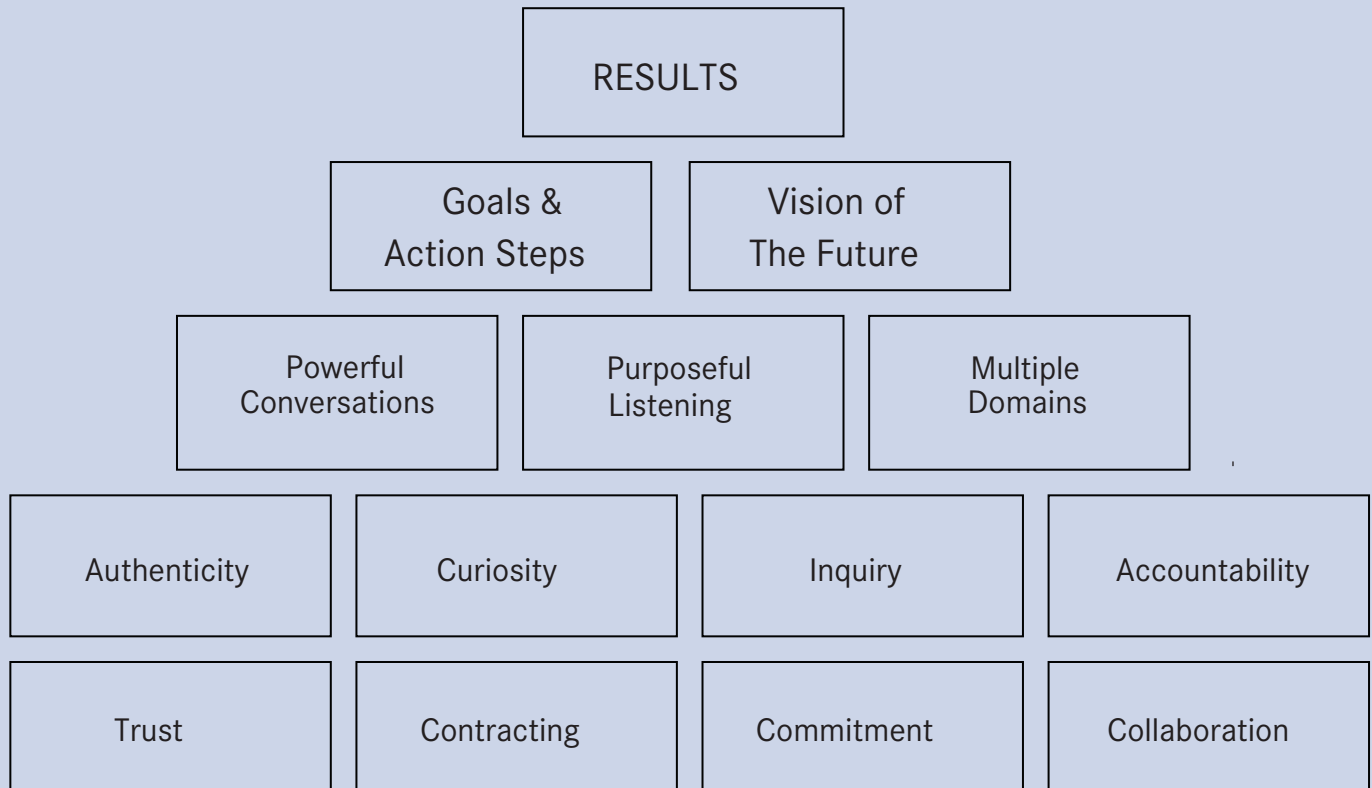 RESULTS
Goals &
Action Steps
Vision of
The Future
Powerful
Conversations
Purposeful
Listening
Multiple
Domains
Authenticity
Curiosity
Inquiry
Accountability
Trust
Contracting
Commitment
Collaboration